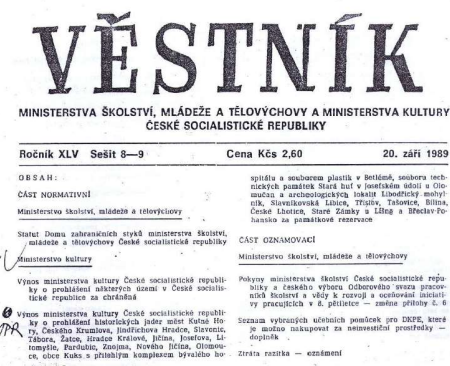 VĚSTNÍK
MINISTERSTVA ŠKOLSTVÍ, MLÁDEŽE A TĚLOVÝCHOVY A MINISTERSTVA KULTURY
ČESKÉ SOCIALISTICKÉ REPUBLIKY
Ročník XLV Sešit 8—9 Cena Kčs 2,60 20. září 1989
OBSAH:
ČÁST NORMATIVNÍ
Ministerstvo školství, mládeže a tělovýchovy
Statut Domu zahraničních styků ministerstva školství,
mládeže a tělovýchovy České socialistické republiky
Ministerstvo kultury
Výnos ministerstva kultury České socialistické republi-
ky o prohlášení některých území v České socialis-
tické republice za chráněná
Výnos ministerstva kultury České socialistické republi-
ky o prohlášení historických jader měst Kutné Ho-
ry, Českého Krumlova, Jindřichova Hradce, Slavonic,
Tábora, Žatce, Hradce Králové, Jičína, Josefova, Li-
tomyšle, Pardubic, Znojma, Nového Jičína, Olomou-
ce, obce Kuks s přilehlým komplexem bývalého ho-
spitálu a souborem plastik v Betlémě, souboru tech-
nických památek Stará huť v Josefském údolí u Olo-
mučan a archeologických lokalit Libodřický mohyl-
ník, Slavníkovská Libice, Třísov, Tašovice, Bílina,
České Lhotice, Staré Zámky u Líšně a Břeclav-Po-
hansko za památkové rezervace
ČÁST OZNAMOVACÍ
Ministerstvo školství, mládeže a tělovýchovy
Pokyny ministerstva školství České socialistické repu-
bliky a českého výboru Odborového svazu pracov-
níků školství a vědy k rozvoji a oceňování iniciati-
vy pracujících v 8. pětiletce — změna přílohy č. 6
Seznam vybraných učebních pomůcek pro DKPE, které
je možno nakupovat za neinvestiční prostředky —
doplněk
Ztráta razítka — oznámení